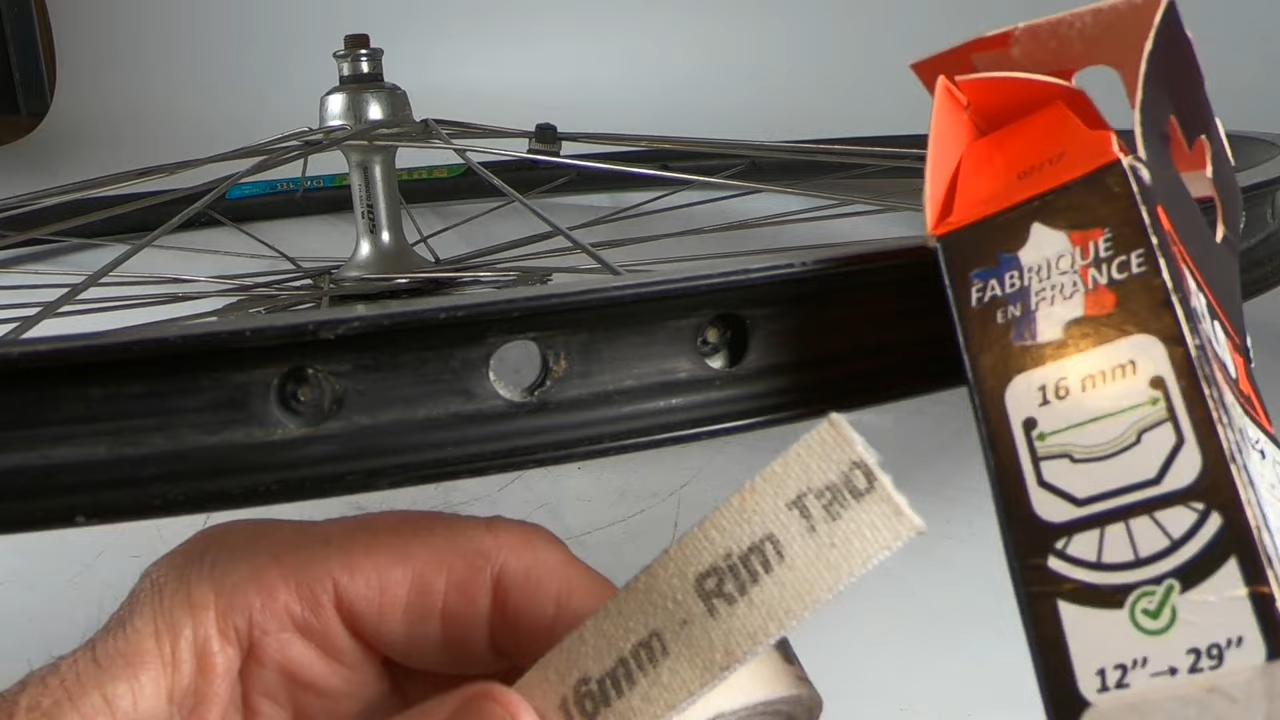 FABRIQUÉ
EN FRANCE
16 mm
12’’→29’’
16mm - Rim Tap
105